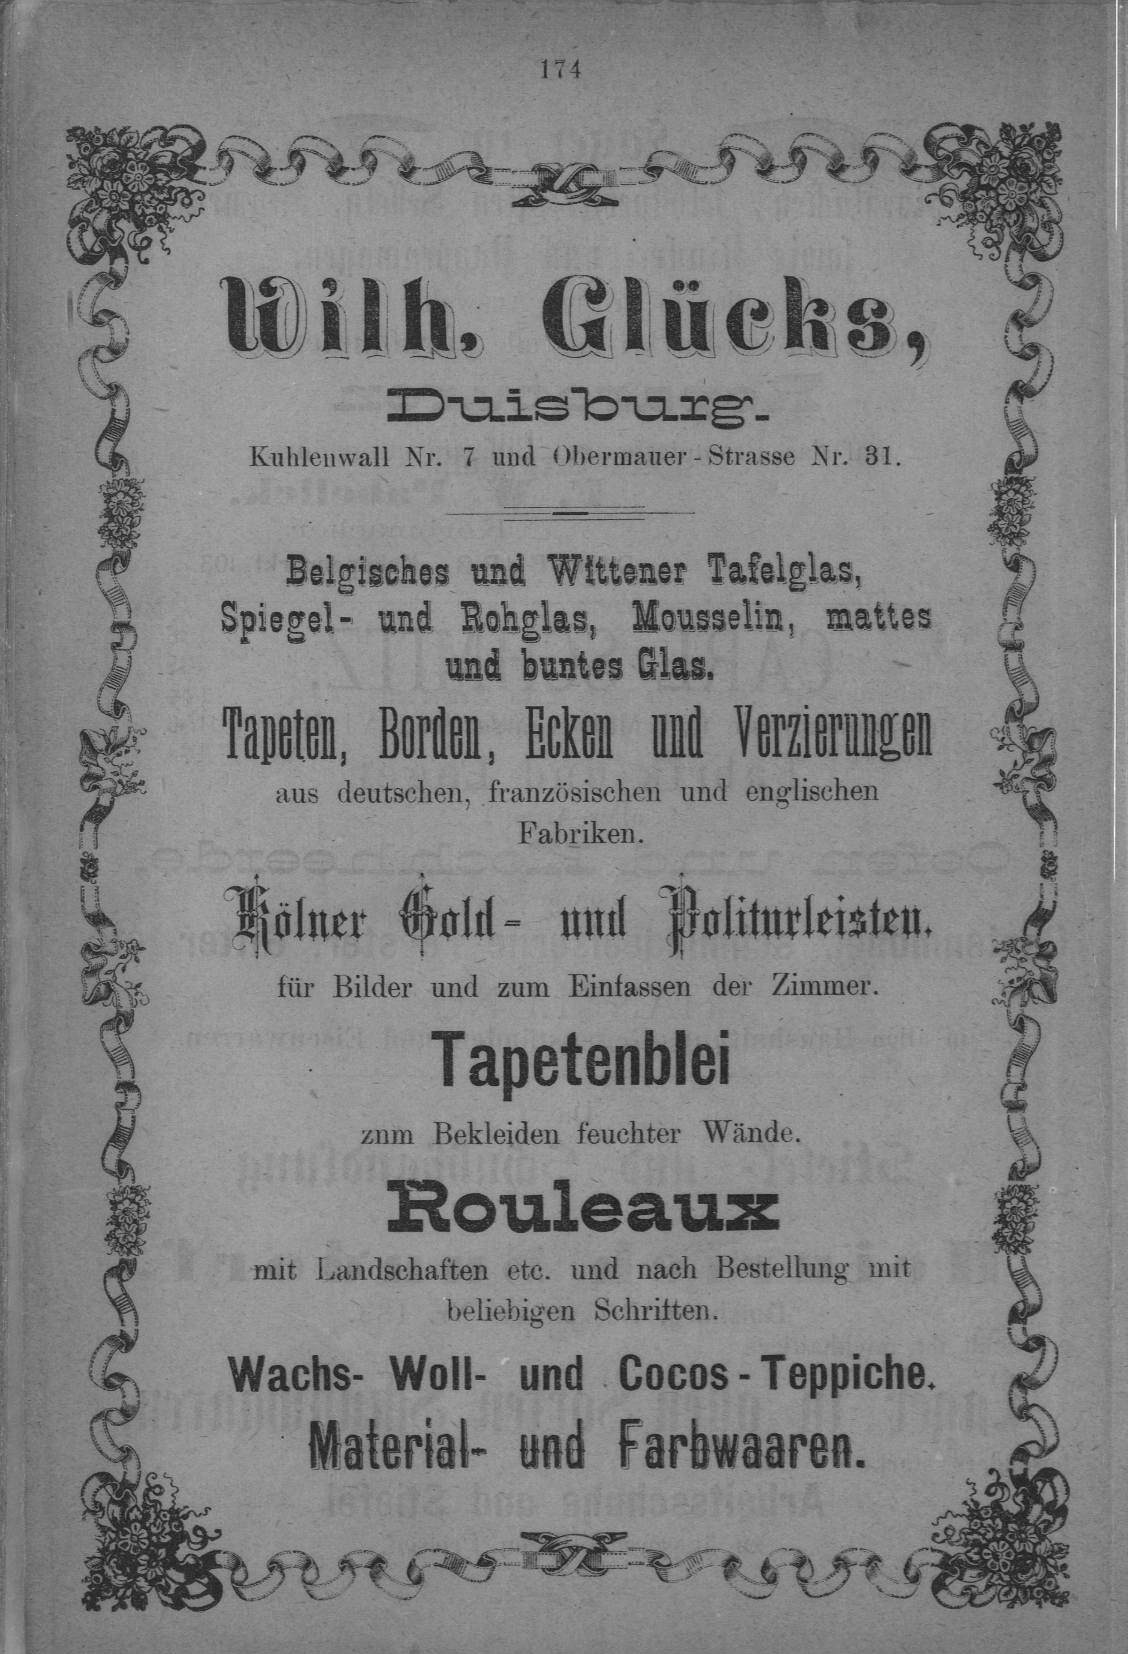 174
Wilh. Glücks,
Duisburg.
Kuhlenwall Nr. 7 und Obermauer-Strasse Nr. 31.
Belgisches und Wittener Tafelglas,
Spiegel- und Rohglas, Mousselin, mattes
und buntes Glas.
Tapeten, Borden, Ecken und Verzierungen
aus deutschen, französischen und englischen
Fabriken.
Kölner Gold- und Politurleisten.
für Bilder und zum Einfassen der Zimmer.
Tapetenblei
znm Bekleiden feuchter Wände.
Rouleaux
mit Landschaften etc. und nach Bestellung mit
beliebigen Schriften.
Wachs- Woll- und Cocos-Teppiche.
Material- und Farbwaaren.